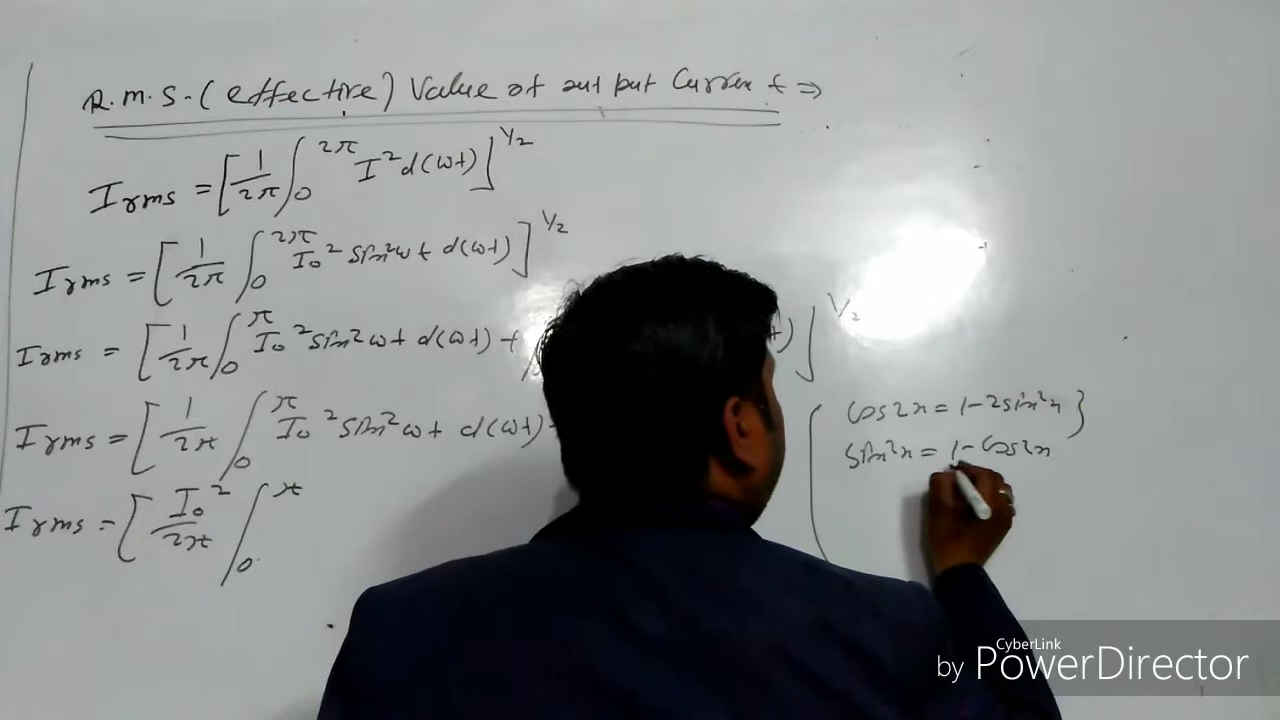 R.M.S.(effective) Value of out put Current ⇒
Irms = [1/2π ∫₀^2π I² d(ωt)]^1/2
Irms = [1/2π ∫₀^2π I₀² sin²ωt d(ωt)]^1/2
Irms = [1/2π ∫₀^π I₀² sin²ωt d(ωt) + t)]^1/2
Irms = [1/2π ∫₀^π I₀² sin²ωt d(ωt)
Irms = [I₀²/2π ∫₀^π
cos2x = 1-2sin²x }
sin²x = 1-cos2x
CyberLink
by PowerDirector